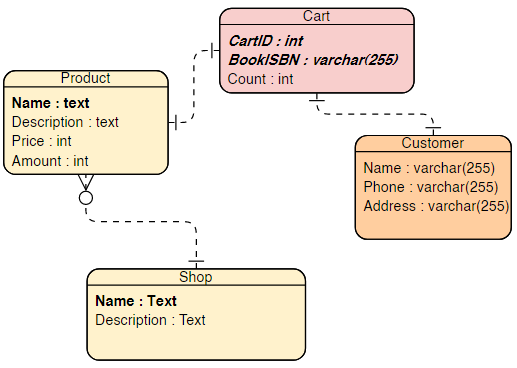 Cart
CartID : int
BookISBN : varchar(255)
Count : int
Product
Name : text
Description : text
Price : int
Amount : int
Customer
Name : varchar(255)
Phone : varchar(255)
Address : varchar(255)
Shop
Name : Text
Description : Text